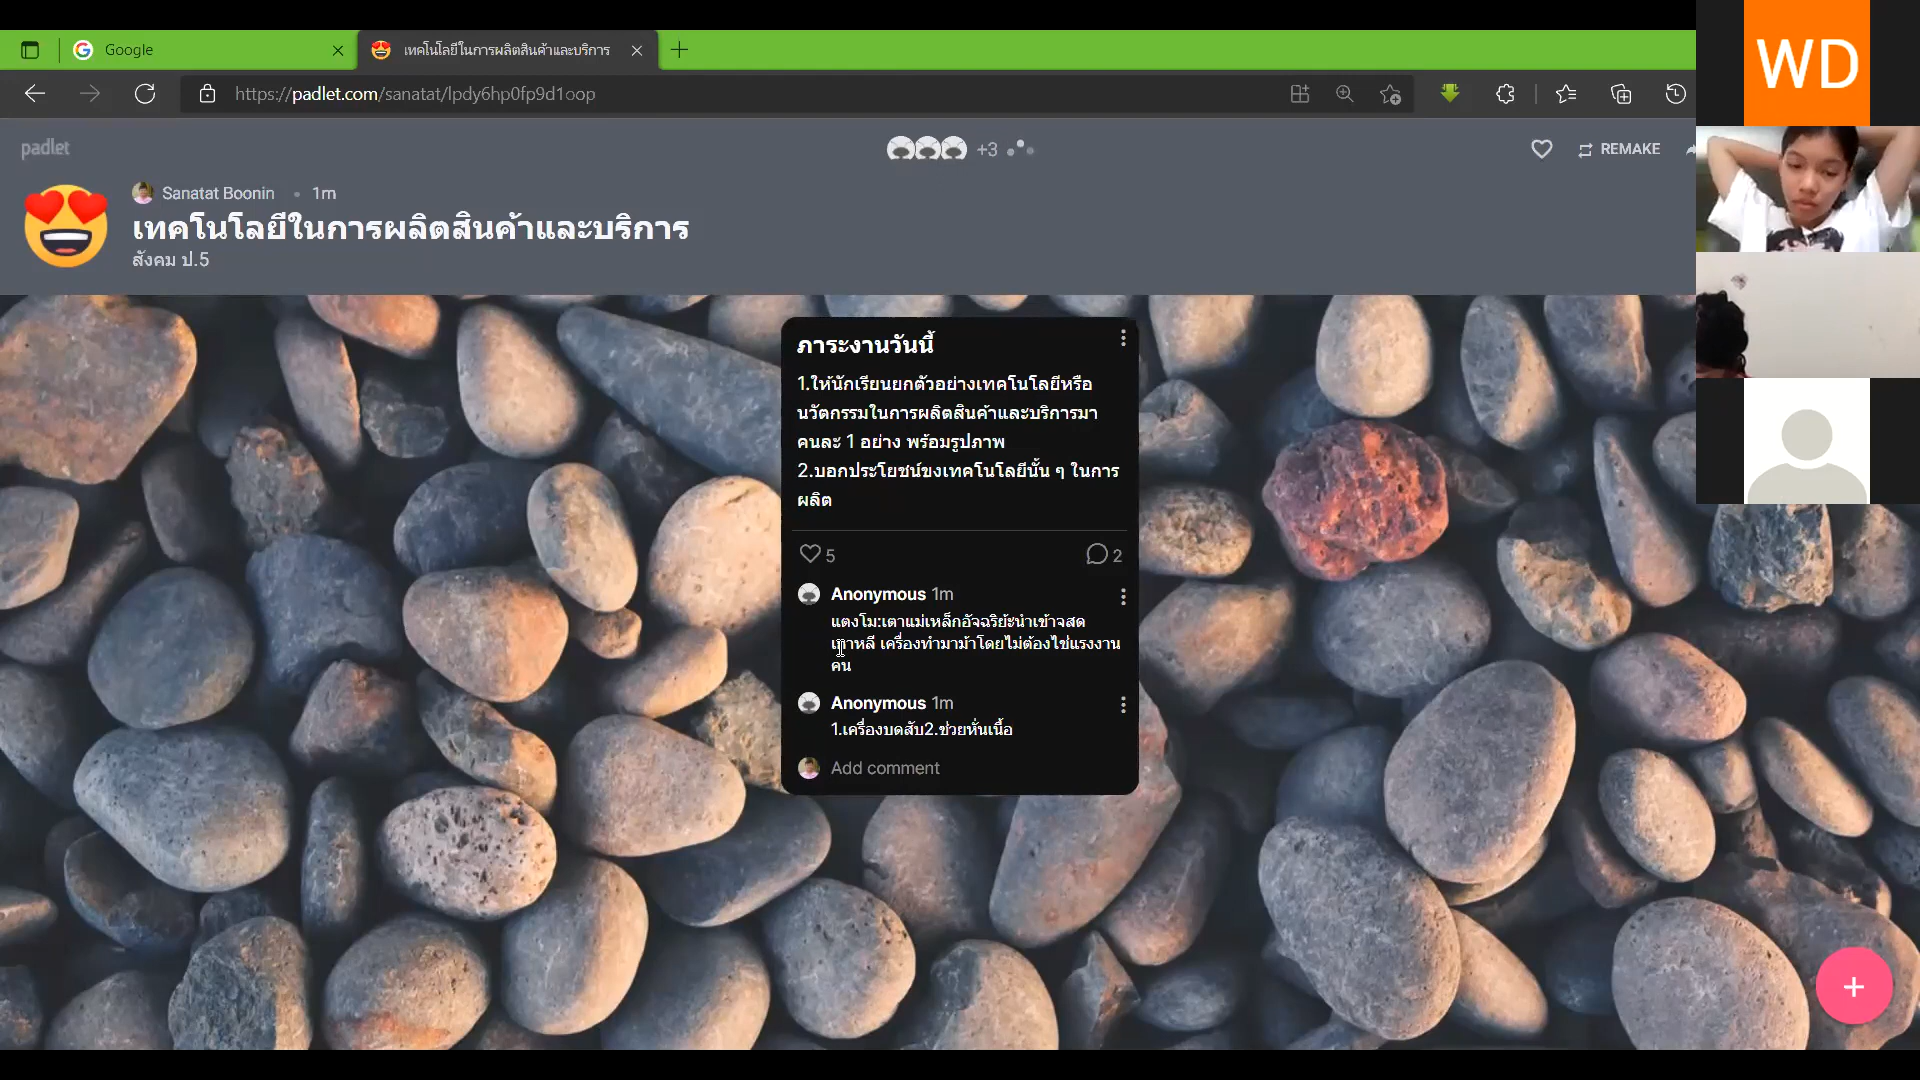 Google
เทคโนโลยีในการผลิตสินค้าและบริการ
https://padlet.com/sanatat/lpdy6hp0fp9d1oop
WD
padlet
+3
REMAKE
Sanatat Boonin • 1m
เทคโนโลยีในการผลิตสินค้าและบริการ
สังคม ป.5
ภาระงานวันนี้
1.ให้นักเรียนยกตัวอย่างเทคโนโลยีหรือ
นวัตกรรมในการผลิตสินค้าและบริการมา
คนละ 1 อย่าง พร้อมรูปภาพ
2.บอกประโยชน์ของเทคโนโลยีนั้น ๆ ในการ
ผลิต
5
2
Anonymous 1m
แตงโม:เตาแม่เหล็กอัจฉริยะนำเข้าจสด
เกาหลี เครื่องทำมาม้าโดยไม่ต้องไช่แรงงาน
คน
Anonymous 1m
1.เครื่องบดสับ2.ช่วยหั่นเนื้อ
Add comment